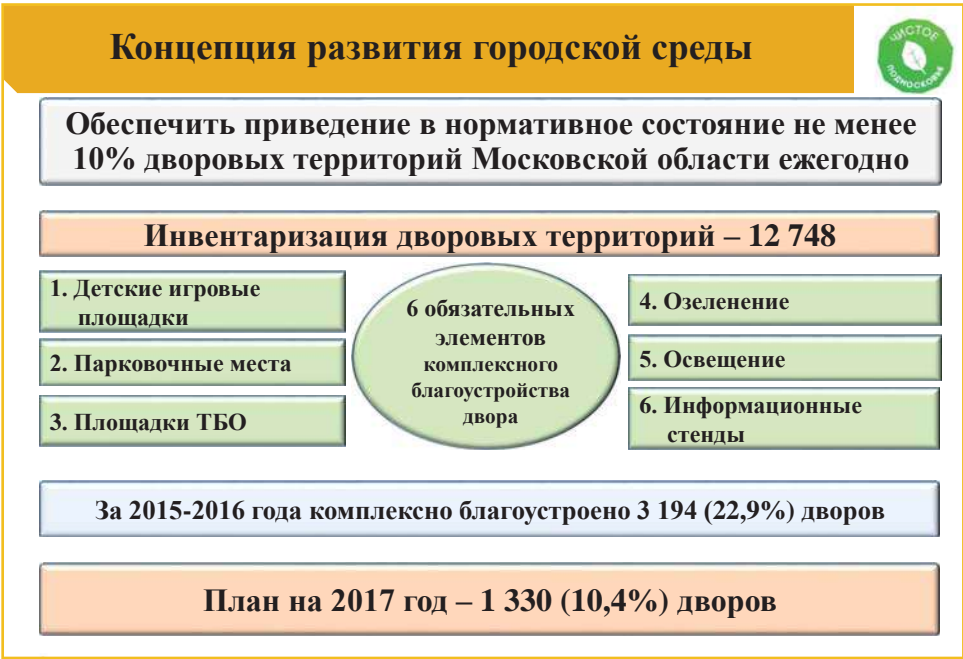 Концепция развития городской среды
ЧИСТОЕ
ПОДМОСКОВЬЕ
Обеспечить приведение в нормативное состояние не менее
10% дворовых территорий Московской области ежегодно
Инвентаризация дворовых территорий – 12 748
1. Детские игровые
площадки
2. Парковочные места
3. Площадки ТБО
6 обязательных
элементов
комплексного
благоустройства
двора
4. Озеленение
5. Освещение
6. Информационные
стенды
За 2015-2016 года комплексно благоустроено 3 194 (22,9%) дворов
План на 2017 год – 1 330 (10,4%) дворов